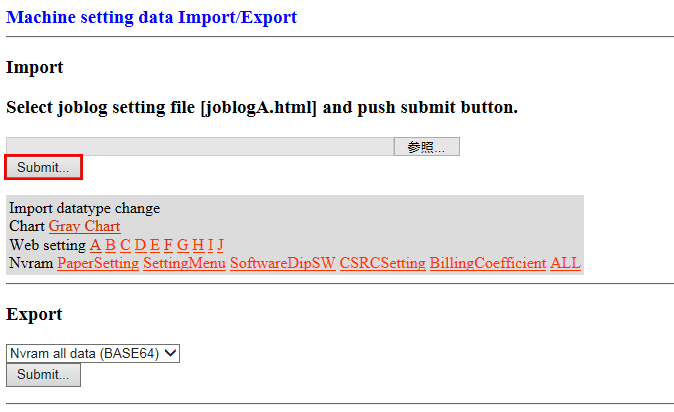 Machine setting data Import/Export
Import
Select joblog setting file [joblogA.html] and push submit button.
参照...
Submit...
Import datatype change
Chart Gray Chart
Web setting A B C D E F G H I J
Nvram PaperSetting SettingMenu SoftwareDipSW CSRCSetting BillingCoefficient ALL
Export
Nvram all data (BASE64)
Submit...